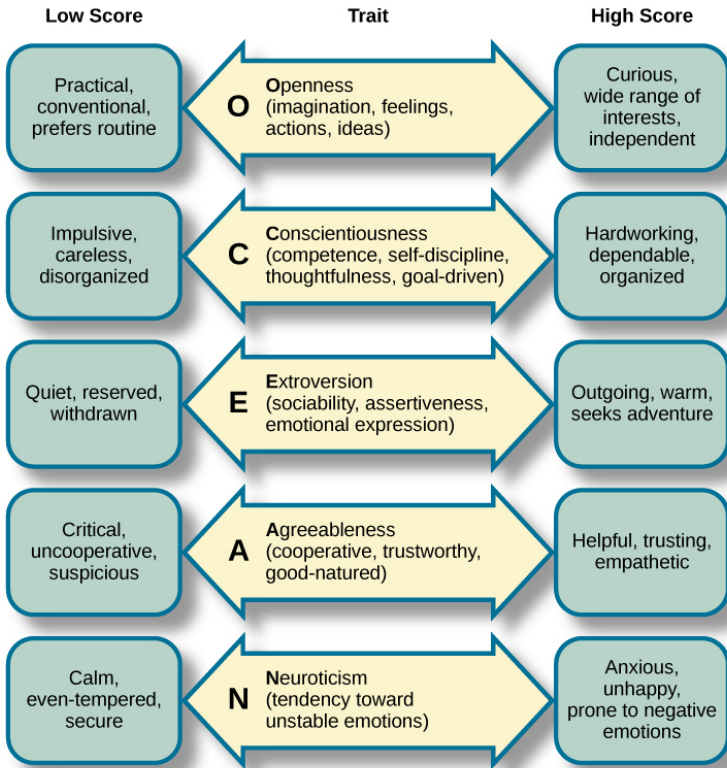 Low Score
Trait
High Score
Practical,
conventional,
prefers routine
O
Openness
(imagination, feelings,
actions, ideas)
Curious,
wide range of
interests,
independent
Impulsive,
careless,
disorganized
C
Conscientiousness
(competence, self-discipline,
thoughtfulness, goal-driven)
Hardworking,
dependable,
organized
Quiet, reserved,
withdrawn
E
Extroversion
(sociability, assertiveness,
emotional expression)
Outgoing, warm,
seeks adventure
Critical,
uncooperative,
suspicious
A
Agreeableness
(cooperative, trustworthy,
good-natured)
Helpful, trusting,
empathetic
Calm,
even-tempered,
secure
N
Neuroticism
(tendency toward
unstable emotions)
Anxious,
unhappy,
prone to negative
emotions